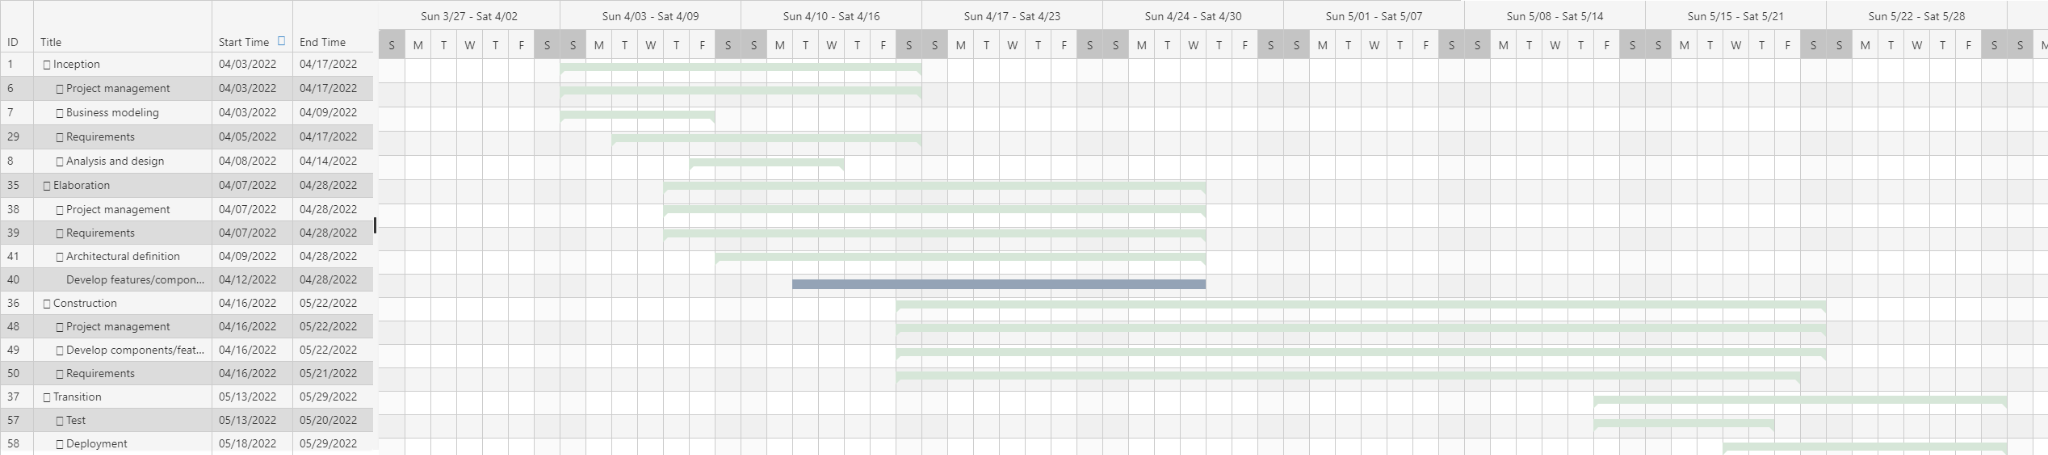 Sun 3/27 - Sat 4/02 Sun 4/03 - Sat 4/09 Sun 4/10 - Sat 4/16 Sun 4/17 - Sat 4/23 Sun 4/24 - Sat 4/30 Sun 5/01 - Sat 5/07 Sun 5/08 - Sat 5/14 Sun 5/15 - Sat 5/21 Sun 5/22 - Sat 5/28
ID Title Start Time End Time S M T W T F S S M T W T F S S M T W T F S S M T W T F S S M T W T F S S M T W T F S S M T W T F S S M T W T F S S M T W T F S S M
1 Inception 04/03/2022 04/17/2022
6 Project management 04/03/2022 04/17/2022
7 Business modeling 04/03/2022 04/09/2022
29 Requirements 04/05/2022 04/17/2022
8 Analysis and design 04/08/2022 04/14/2022
35 Elaboration 04/07/2022 04/28/2022
38 Project management 04/07/2022 04/28/2022
39 Requirements 04/07/2022 04/28/2022
41 Architectural definition 04/09/2022 04/28/2022
40 Develop features/compon... 04/12/2022 04/28/2022
36 Construction 04/16/2022 05/22/2022
48 Project management 04/16/2022 05/22/2022
49 Develop components/feat... 04/16/2022 05/22/2022
50 Requirements 04/16/2022 05/21/2022
37 Transition 05/13/2022 05/29/2022
57 Test 05/13/2022 05/20/2022
58 Deployment 05/18/2022 05/29/2022